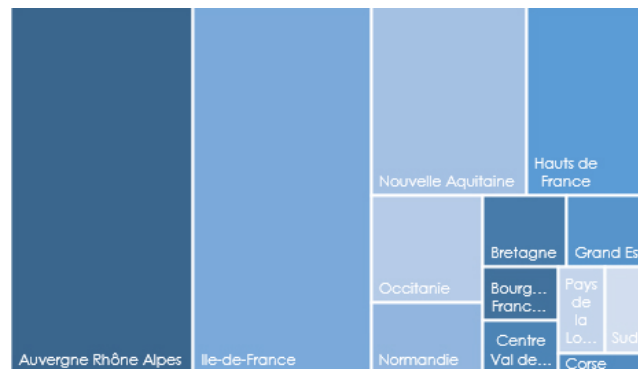 Nouvelle Aquitaine
Hauts de
France
Occitanie
Bretagne
Grand Es
Bourg...
Franc...
Pays
de
la
Lo...
Sud
Auvergne Rhône Alpes
Ile-de-France
Normandie
Centre
Val de...
Corse